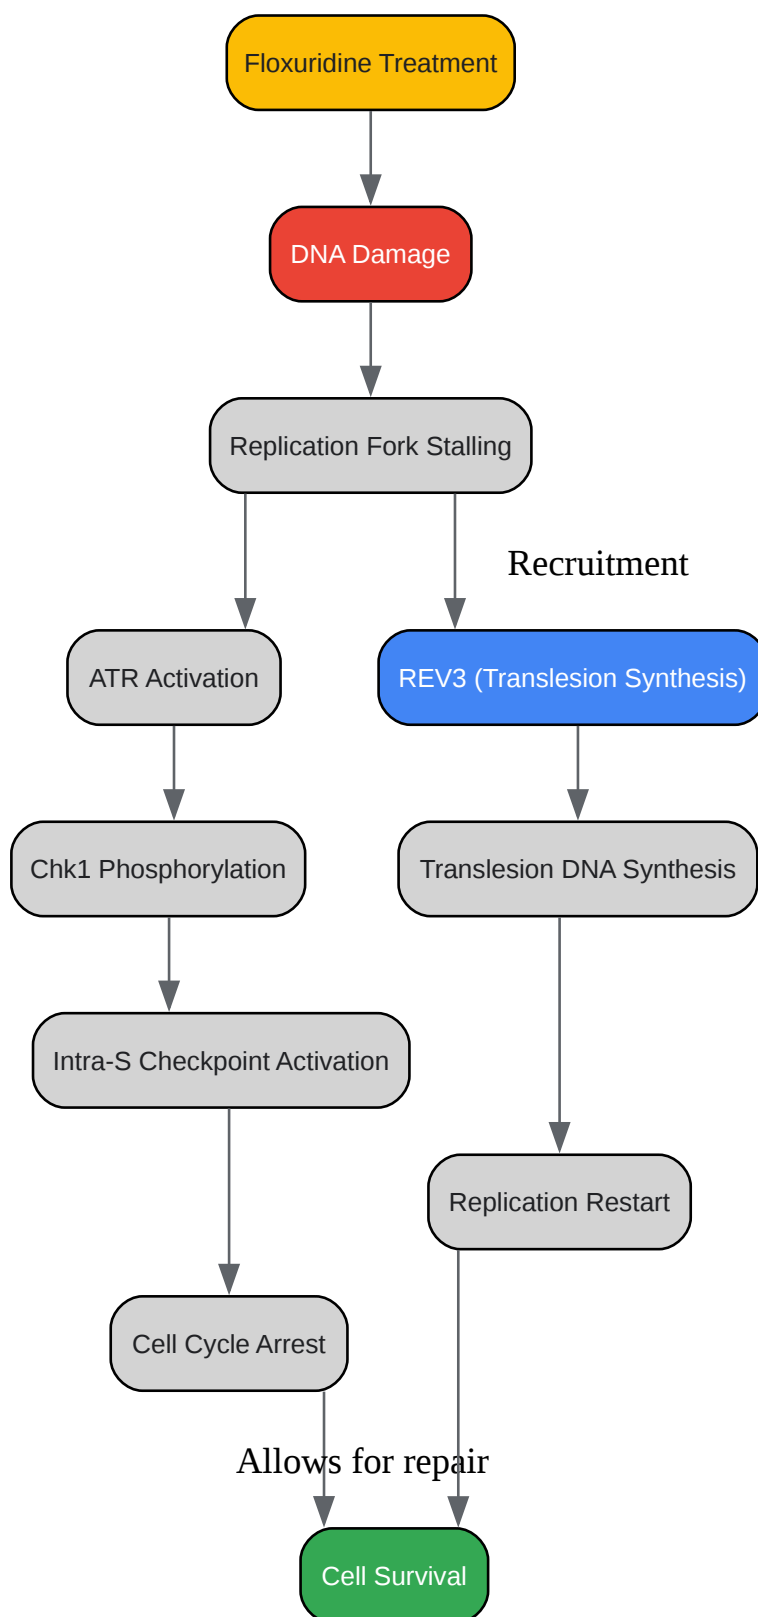 Floxuridine Treatment
DNA Damage
Replication Fork Stalling
Recruitment
ATR Activation
REV3 (Translesion Synthesis)
Chk1 Phosphorylation
Translesion DNA Synthesis
Intra-S Checkpoint Activation
Replication Restart
Cell Cycle Arrest
Allows for repair
Cell Survival